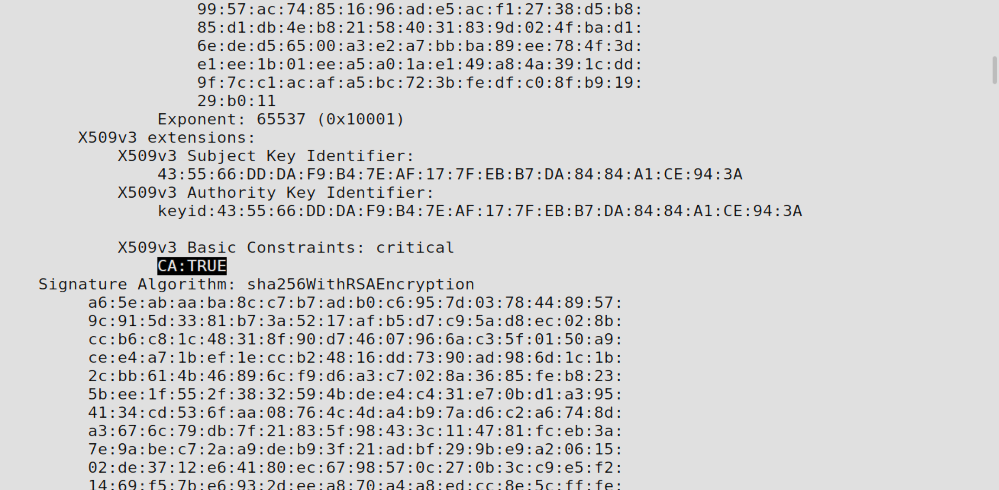 99:57:ac:74:85:16:96:ad:e5:ac:f1:27:38:d5:b8:
85:d1:db:4e:b8:21:58:40:31:83:9d:02:4f:ba:d1:
6e:de:d5:65:00:a3:e2:a7:bb:ba:89:ee:78:4f:3d:
e1:ee:1b:01:ee:a5:a0:1a:e1:49:a8:4a:39:1c:dd:
9f:7c:c1:ac:af:a5:bc:72:3b:fe:df:c0:8f:b9:19:
29:b0:11
Exponent: 65537 (0x10001)
X509v3 extensions:
X509v3 Subject Key Identifier:
43:55:66:DD:DA:F9:B4:7E:AF:17:7F:EB:B7:DA:84:84:A1:CE:94:3A
X509v3 Authority Key Identifier:
keyid:43:55:66:DD:DA:F9:B4:7E:AF:17:7F:EB:B7:DA:84:84:A1:CE:94:3A
X509v3 Basic Constraints: critical
CA:TRUE
Signature Algorithm: sha256WithRSAEncryption
a6:5e:ab:aa:ba:8c:c7:b7:ad:b0:c6:95:7d:03:78:44:89:57:
9c:91:5d:33:81:b7:3a:52:17:af:b5:d7:c9:5a:d8:ec:02:8b:
cc:b6:c8:1c:48:31:8f:90:d7:46:07:96:6a:c3:5f:01:50:a9:
ce:e4:a7:1b:ef:1e:cc:b2:48:16:dd:73:90:ad:98:6d:1c:1b:
2c:bb:61:4b:46:89:6c:f9:d6:a3:c7:02:8a:36:85:fe:b8:23:
5b:ee:1f:55:2f:38:32:59:4b:de:e4:c4:31:e7:0b:d1:a3:95:
41:34:cd:53:6f:aa:08:76:4c:4d:a4:b9:7a:d6:c2:a6:74:8d:
a3:67:6c:79:db:7f:21:83:5f:98:43:3c:11:47:81:fc:eb:3a:
7e:9a:be:c7:2a:a9:de:b9:3f:21:ad:bf:29:9b:e9:a2:06:15:
02:de:37:12:e6:41:80:ec:67:98:57:0c:27:0b:3c:c9:e5:f2:
14:69:f5:7b:e6:93:2d:ee:a8:70:a4:a8:ed:cc:8e:5c:ff:fe: